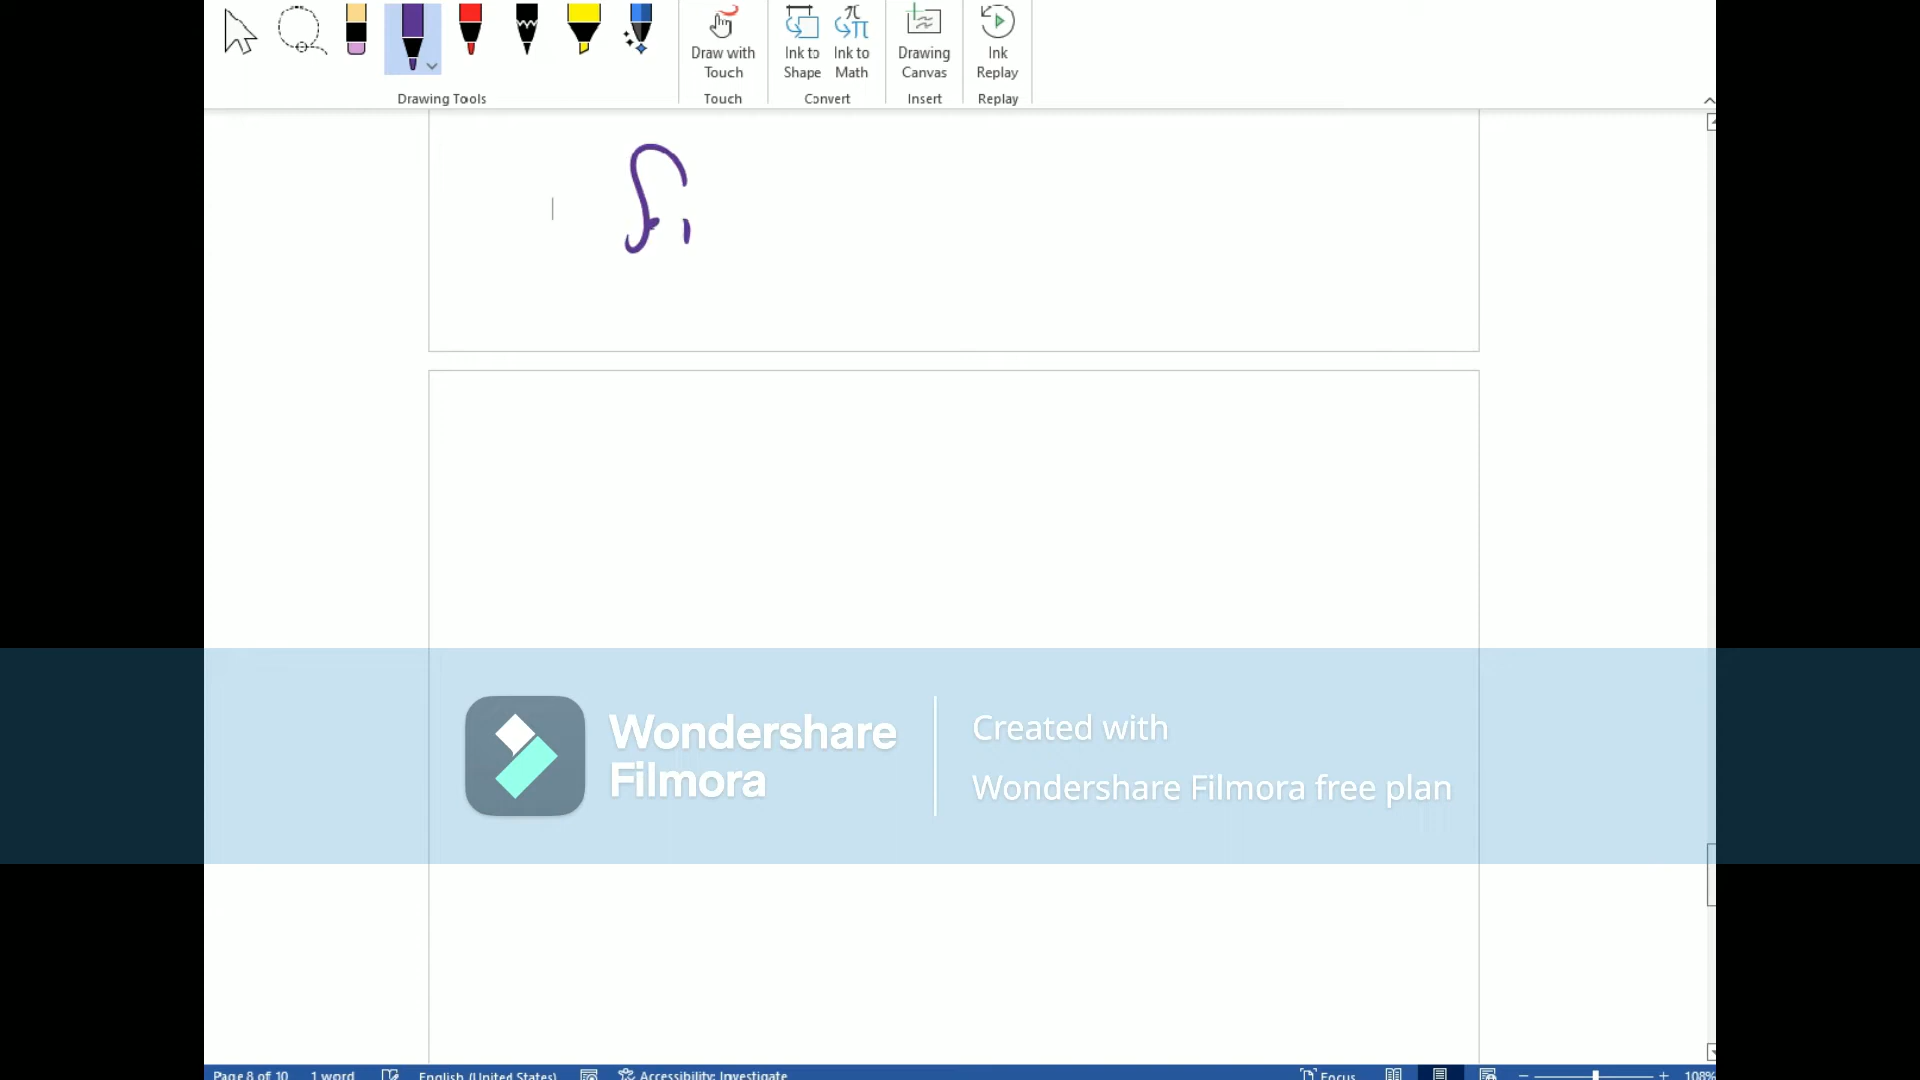 Draw with Touch
Ink to Shape
Ink to Math
Drawing Canvas
Ink Replay
Drawing Tools
Touch
Convert
Insert
Replay
Wondershare
Filmora
Created with
Wondershare Filmora free plan
Page 8 of 10 1 word English (United States) Accessibility: Investigate Focus 108%